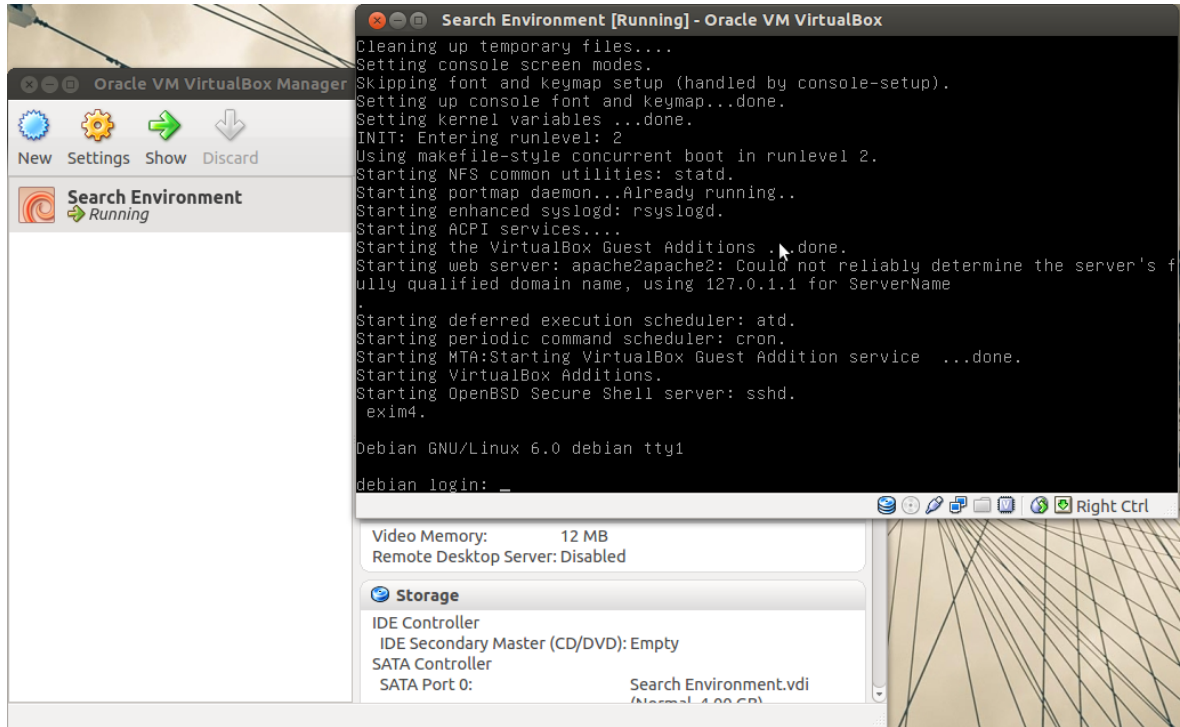 Search Environment [Running] - Oracle VM VirtualBox
Cleaning up temporary files....
Setting console screen modes.
Skipping font and keymap setup (handled by console-setup).
Setting up console font and keymap...done.
Setting kernel variables ...done.
INIT: Entering runlevel: 2
Using makefile-style concurrent boot in runlevel 2.
Starting NFS common utilities: statd.
Starting portmap daemon...Already running..
Starting enhanced syslogd: rsyslogd.
Starting ACPI services....
Starting the VirtualBox Guest Additions ...done.
Starting web server: apache2apache2: Could not reliably determine the server's f
ully qualified domain name, using 127.0.1.1 for ServerName
.
Starting deferred execution scheduler: atd.
Starting periodic command scheduler: cron.
Starting MTA:Starting VirtualBox Guest Addition service  ...done.
Starting VirtualBox Additions.
Starting OpenBSD Secure Shell server: sshd.
 exim4.
Debian GNU/Linux 6.0 debian tty1
debian login: _
Right Ctrl
Oracle VM VirtualBox Manager
New Settings Show Discard
Search Environment
Running
Video Memory: 12 MB
Remote Desktop Server: Disabled
Storage
IDE Controller
IDE Secondary Master (CD/DVD): Empty
SATA Controller
SATA Port 0: Search Environment.vdi
(Normal, 4.00 GB)